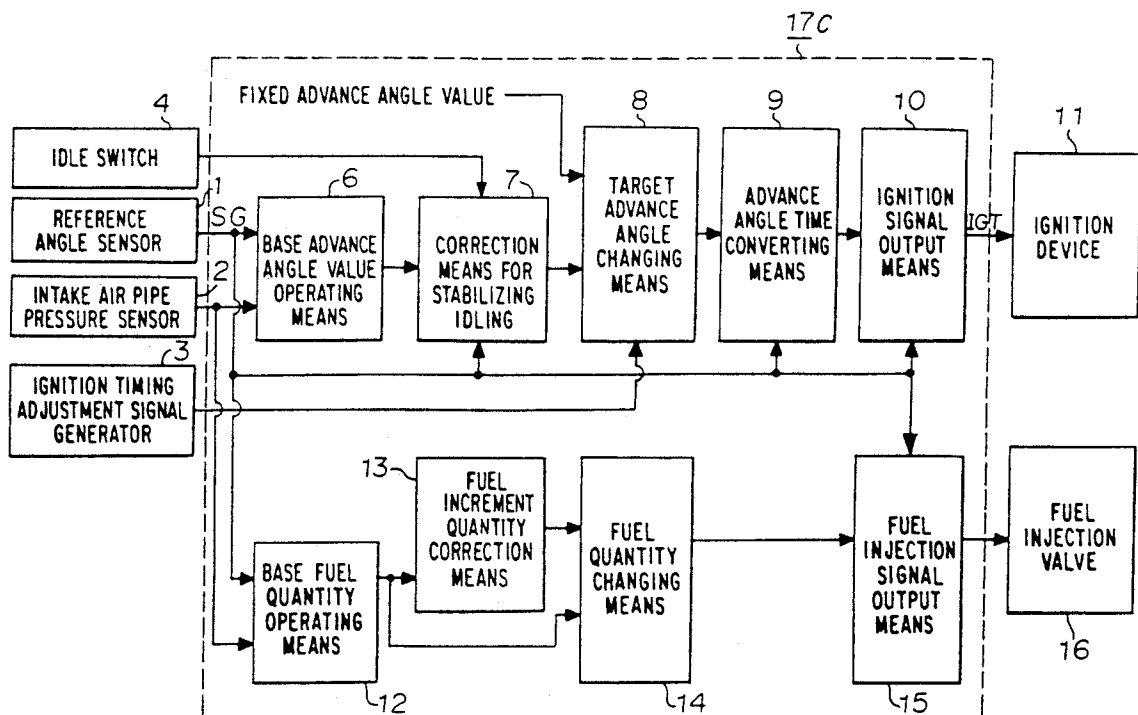 17C
FIXED ADVANCE ANGLE VALUE
4
IDLE SWITCH
1
REFERENCE
ANGLE SENSOR
SG
2
INTAKE AIR PIPE
PRESSURE SENSOR
3
IGNITION TIMING
ADJUSTMENT SIGNAL
GENERATOR
6
BASE ADVANCE
ANGLE VALUE
OPERATING
MEANS
7
CORRECTION
MEANS FOR
STABILIZING
IDLING
8
TARGET
ADVANCE
ANGLE
CHANGING
MEANS
9
ADVANCE
ANGLE TIME
CONVERTING
MEANS
10
IGNITION
SIGNAL
OUTPUT
MEANS
IGT
11
IGNITION
DEVICE
12
BASE FUEL
QUANTITY
OPERATING
MEANS
13
FUEL
INCREMENT
QUANTITY
CORRECTION
MEANS
14
FUEL
QUANTITY
CHANGING
MEANS
15
FUEL
INJECTION
SIGNAL
OUTPUT
MEANS
16
FUEL
INJECTION
VALVE